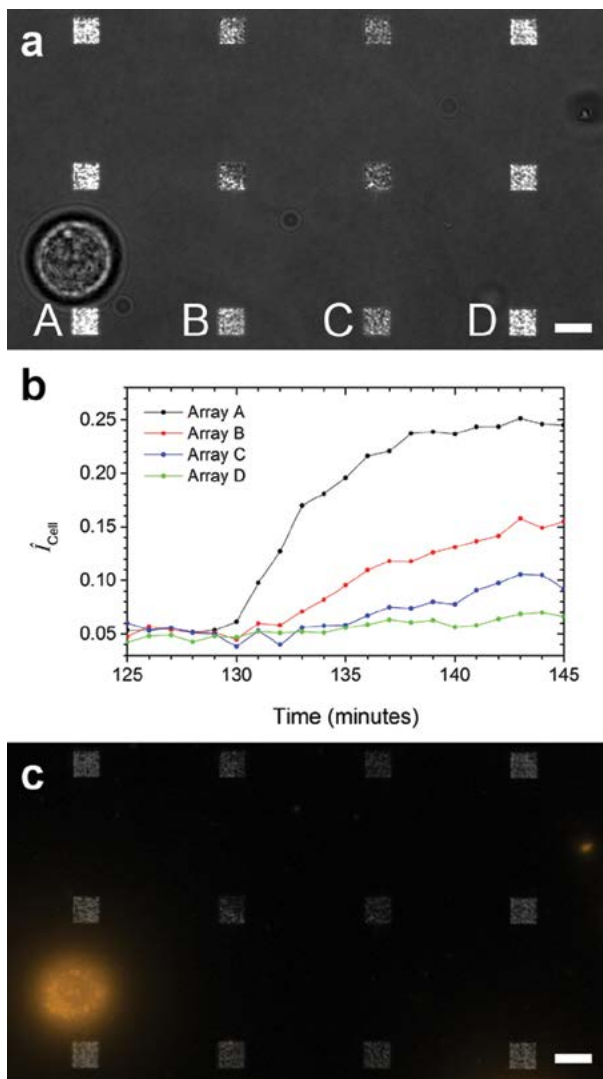 a
A B C D
b
Array A
Array B
Array C
Array D
0.25
0.20
0.15
0.10
0.05
Î_Cell
125 130 135 140 145
Time (minutes)
c